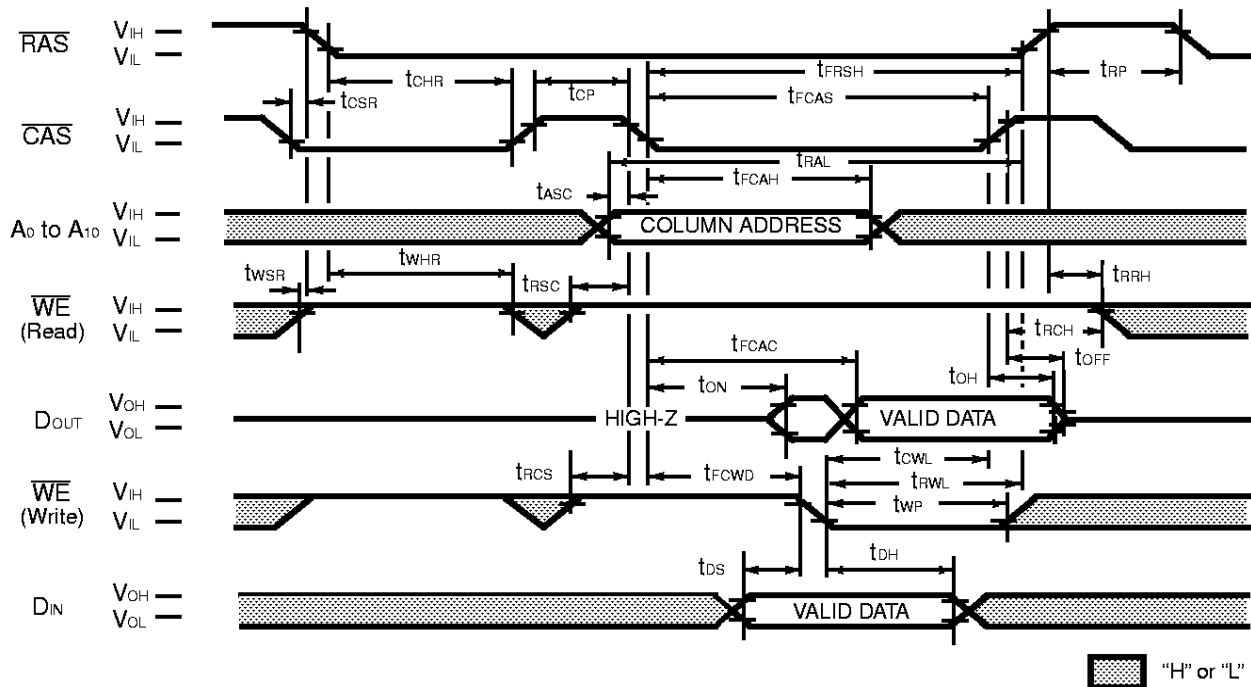 RAS VIH
VIL
tCHR tCP tFRSH tRP
tCSR tFCAS
CAS VIH
VIL
tRAL
tASC tFCAH
A0 to A10 VIH
VIL
COLUMN ADDRESS
tWSR tWHR tRSC tRRH
WE
(Read)
VIH
VIL
tRCH
tFCAC tOFF
tON tOH
DOUT VOH
VOL
HIGH-Z VALID DATA
tRCS tFCWD tCWL
tRWL
WE
(Write)
VIH
VIL
tWP
tDS tDH
DIN VOH
VOL
VALID DATA
"H" or "L"